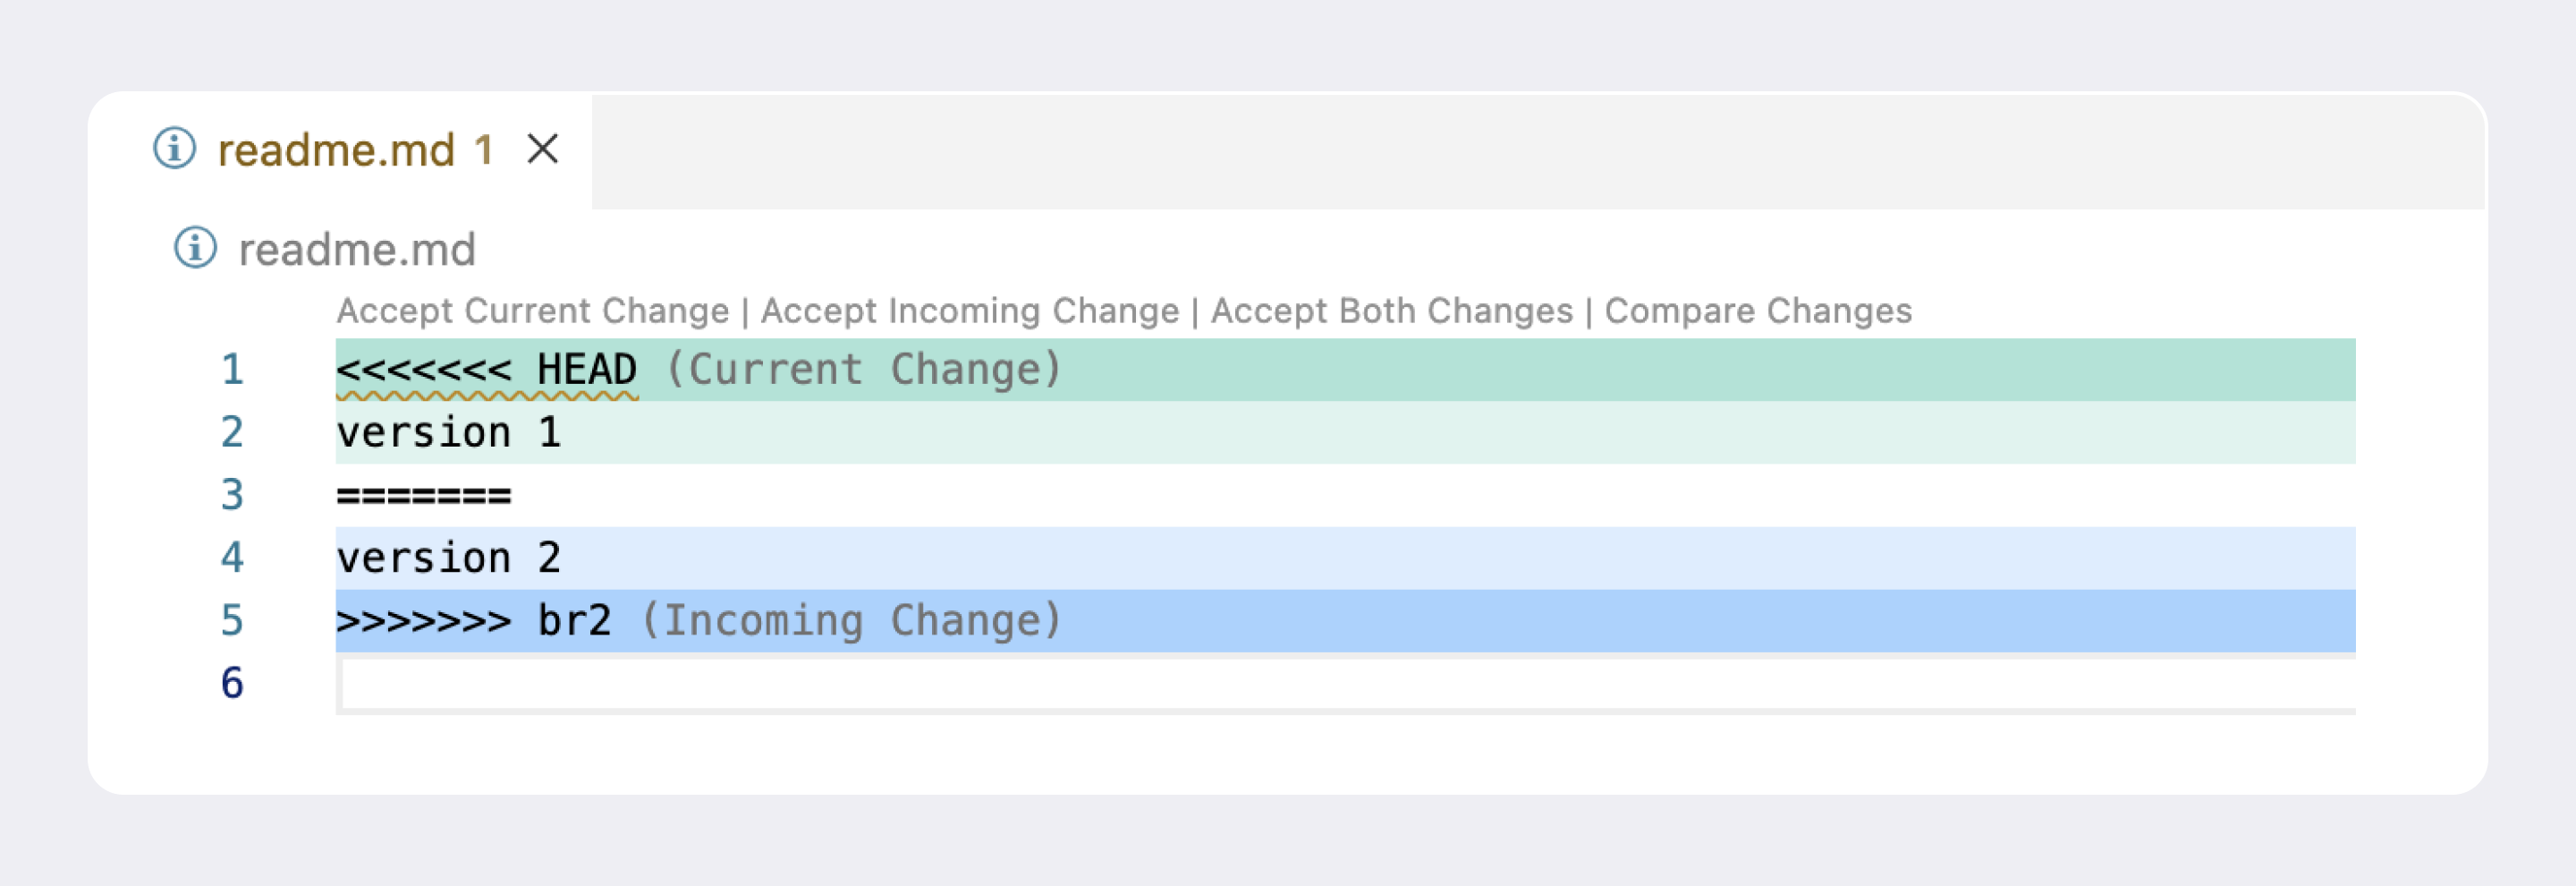 readme.md 1
readme.md
Accept Current Change | Accept Incoming Change | Accept Both Changes | Compare Changes
1 <<<<<<< HEAD (Current Change)
2 version 1
3 =======
4 version 2
5 >>>>>>> br2 (Incoming Change)
6